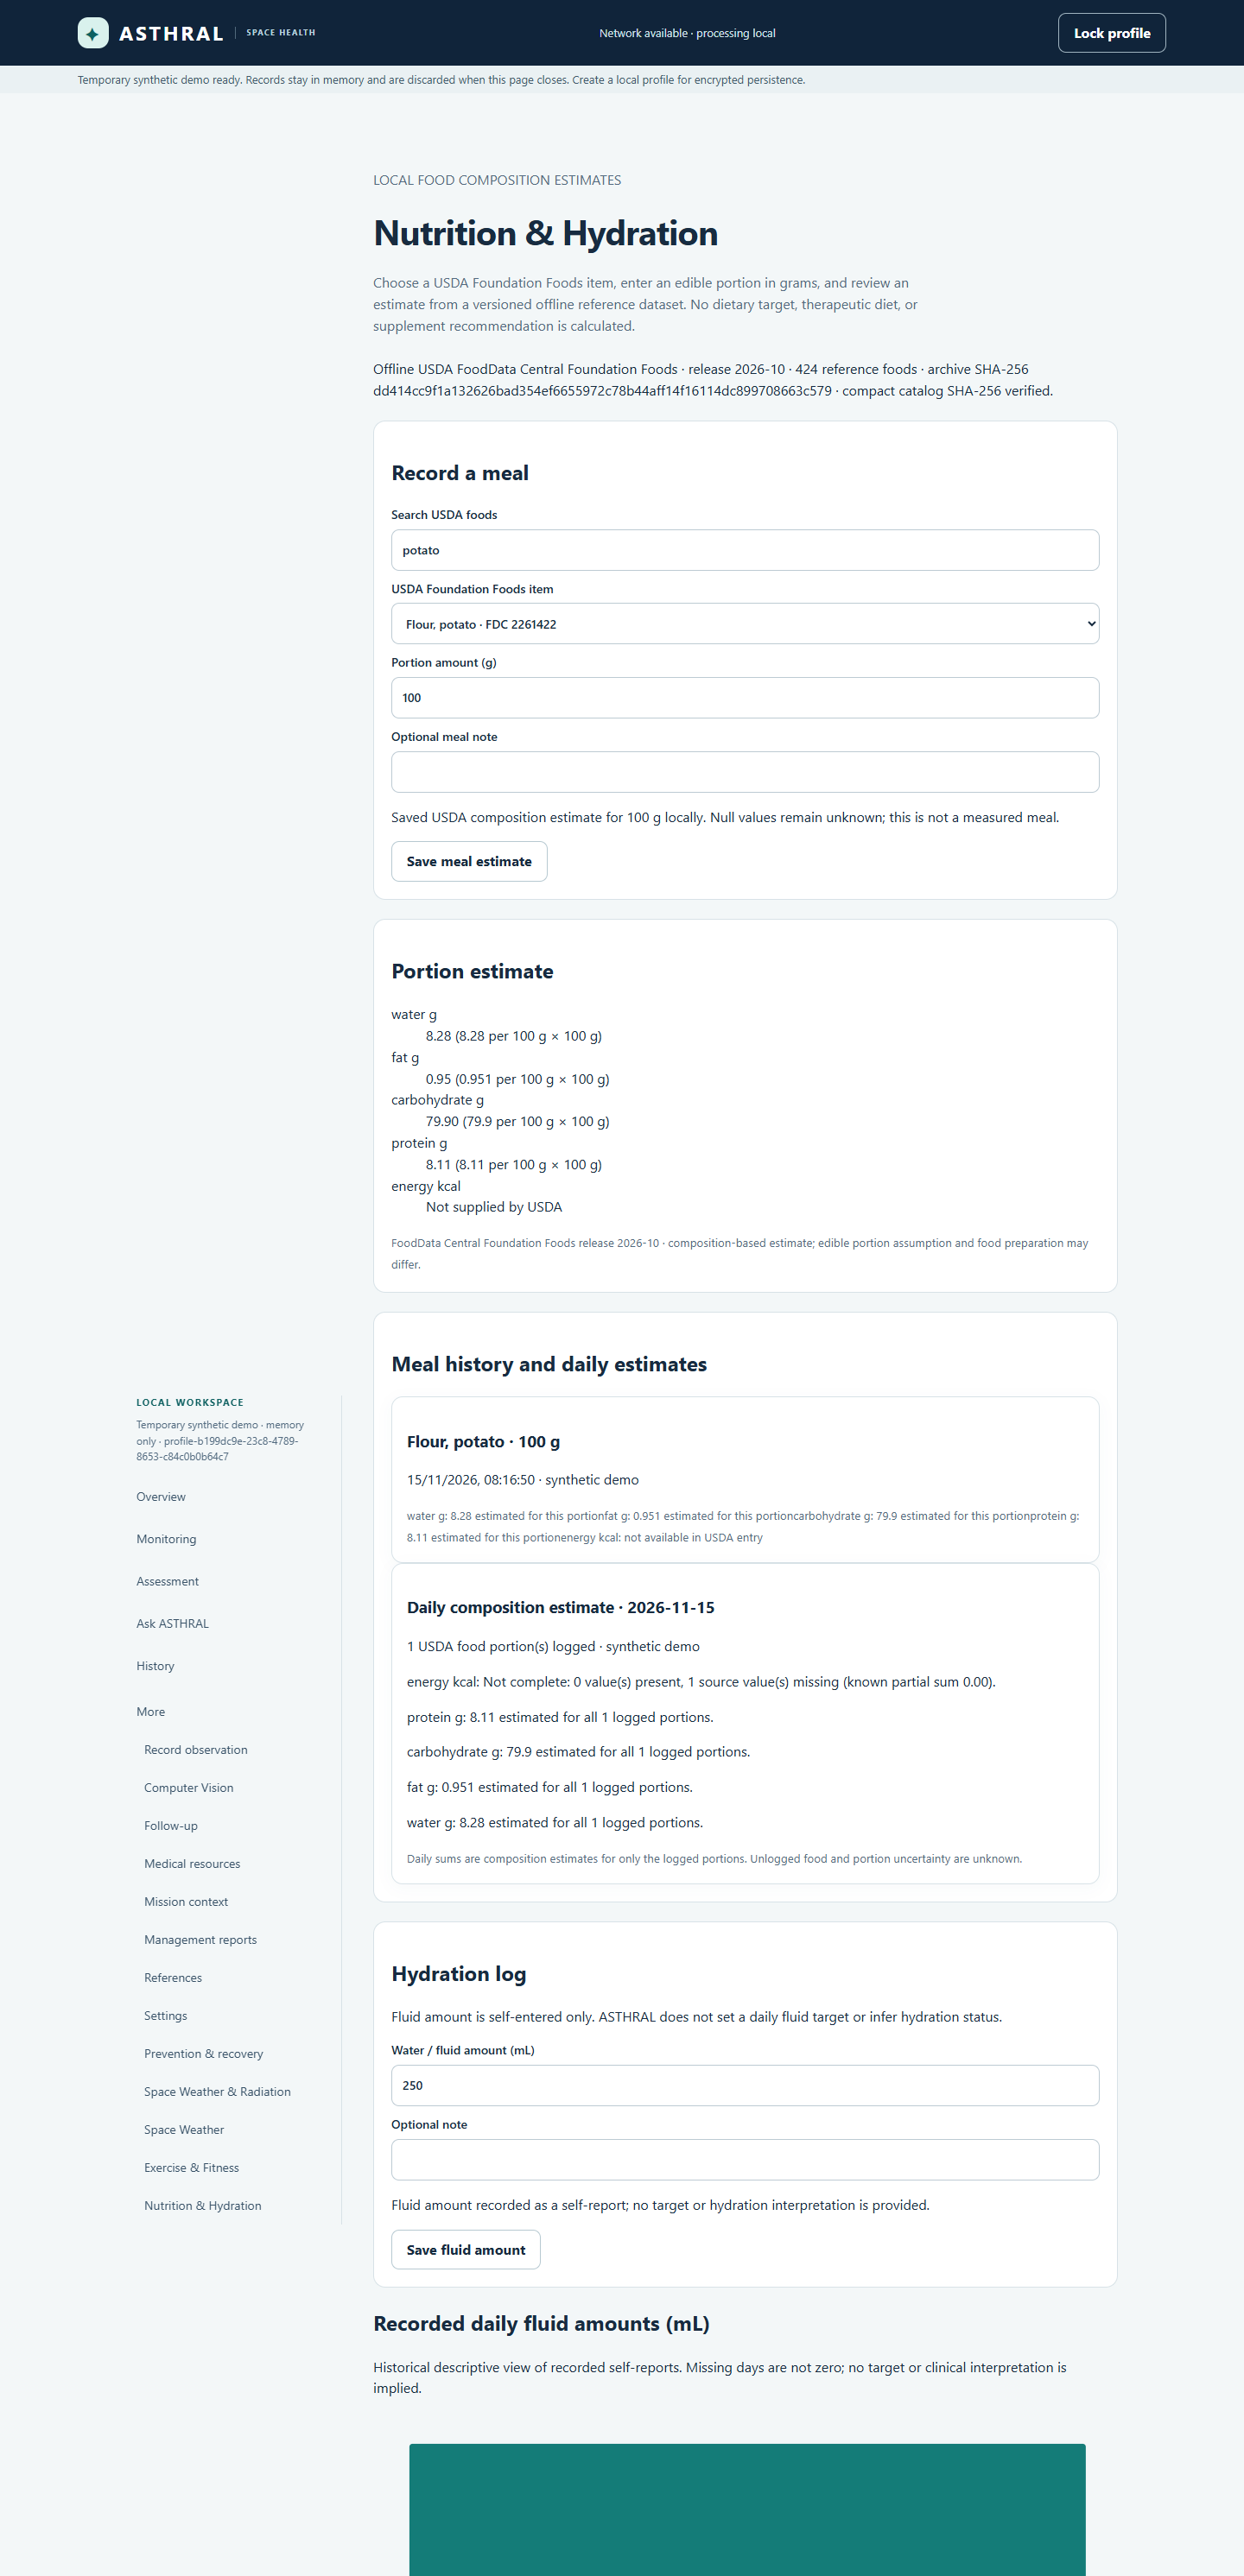 ASTHRAL
SPACE HEALTH
Network available · processing local
Lock profile
Temporary synthetic demo ready. Records stay in memory and are discarded when this page closes. Create a local profile for encrypted persistence.
LOCAL FOOD COMPOSITION ESTIMATES
Nutrition & Hydration
Choose a USDA Foundation Foods item, enter an edible portion in grams, and review an
estimate from a versioned offline reference dataset. No dietary target, therapeutic diet, or
supplement recommendation is calculated.
Offline USDA FoodData Central Foundation Foods · release 2026-10 · 424 reference foods · archive SHA-256
dd414cc9f1a132626bad354ef6655972c78b44aff14f16114dc899708663c579 · compact catalog SHA-256 verified.
Record a meal
Search USDA foods
potato
USDA Foundation Foods item
Flour, potato · FDC 2261422
Portion amount (g)
100
Optional meal note
Saved USDA composition estimate for 100 g locally. Null values remain unknown; this is not a measured meal.
Save meal estimate
Portion estimate
water g
8.28 (8.28 per 100 g × 100 g)
fat g
0.95 (0.951 per 100 g × 100 g)
carbohydrate g
79.90 (79.9 per 100 g × 100 g)
protein g
8.11 (8.11 per 100 g × 100 g)
energy kcal
Not supplied by USDA
FoodData Central Foundation Foods release 2026-10 · composition-based estimate; edible portion assumption and food preparation may
differ.
Meal history and daily estimates
Flour, potato · 100 g
15/11/2026, 08:16:50 · synthetic demo
water g: 8.28 estimated for this portionfat g: 0.951 estimated for this portioncarbohydrate g: 79.9 estimated for this portionprotein g:
8.11 estimated for this portionenergy kcal: not available in USDA entry
Daily composition estimate · 2026-11-15
1 USDA food portion(s) logged · synthetic demo
energy kcal: Not complete: 0 value(s) present, 1 source value(s) missing (known partial sum 0.00).
protein g: 8.11 estimated for all 1 logged portions.
carbohydrate g: 79.9 estimated for all 1 logged portions.
fat g: 0.951 estimated for all 1 logged portions.
water g: 8.28 estimated for all 1 logged portions.
Daily sums are composition estimates for only the logged portions. Unlogged food and portion uncertainty are unknown.
LOCAL WORKSPACE
Temporary synthetic demo · memory
only · profile-b199dc9e-23c8-4789-
8653-c84c0b0b64c7
Overview
Monitoring
Assessment
Ask ASTHRAL
History
More
Record observation
Computer Vision
Follow-up
Medical resources
Mission context
Management reports
References
Settings
Prevention & recovery
Space Weather & Radiation
Space Weather
Exercise & Fitness
Nutrition & Hydration
Hydration log
Fluid amount is self-entered only. ASTHRAL does not set a daily fluid target or infer hydration status.
Water / fluid amount (mL)
250
Optional note
Fluid amount recorded as a self-report; no target or hydration interpretation is provided.
Save fluid amount
Recorded daily fluid amounts (mL)
Historical descriptive view of recorded self-reports. Missing days are not zero; no target or clinical interpretation is
implied.